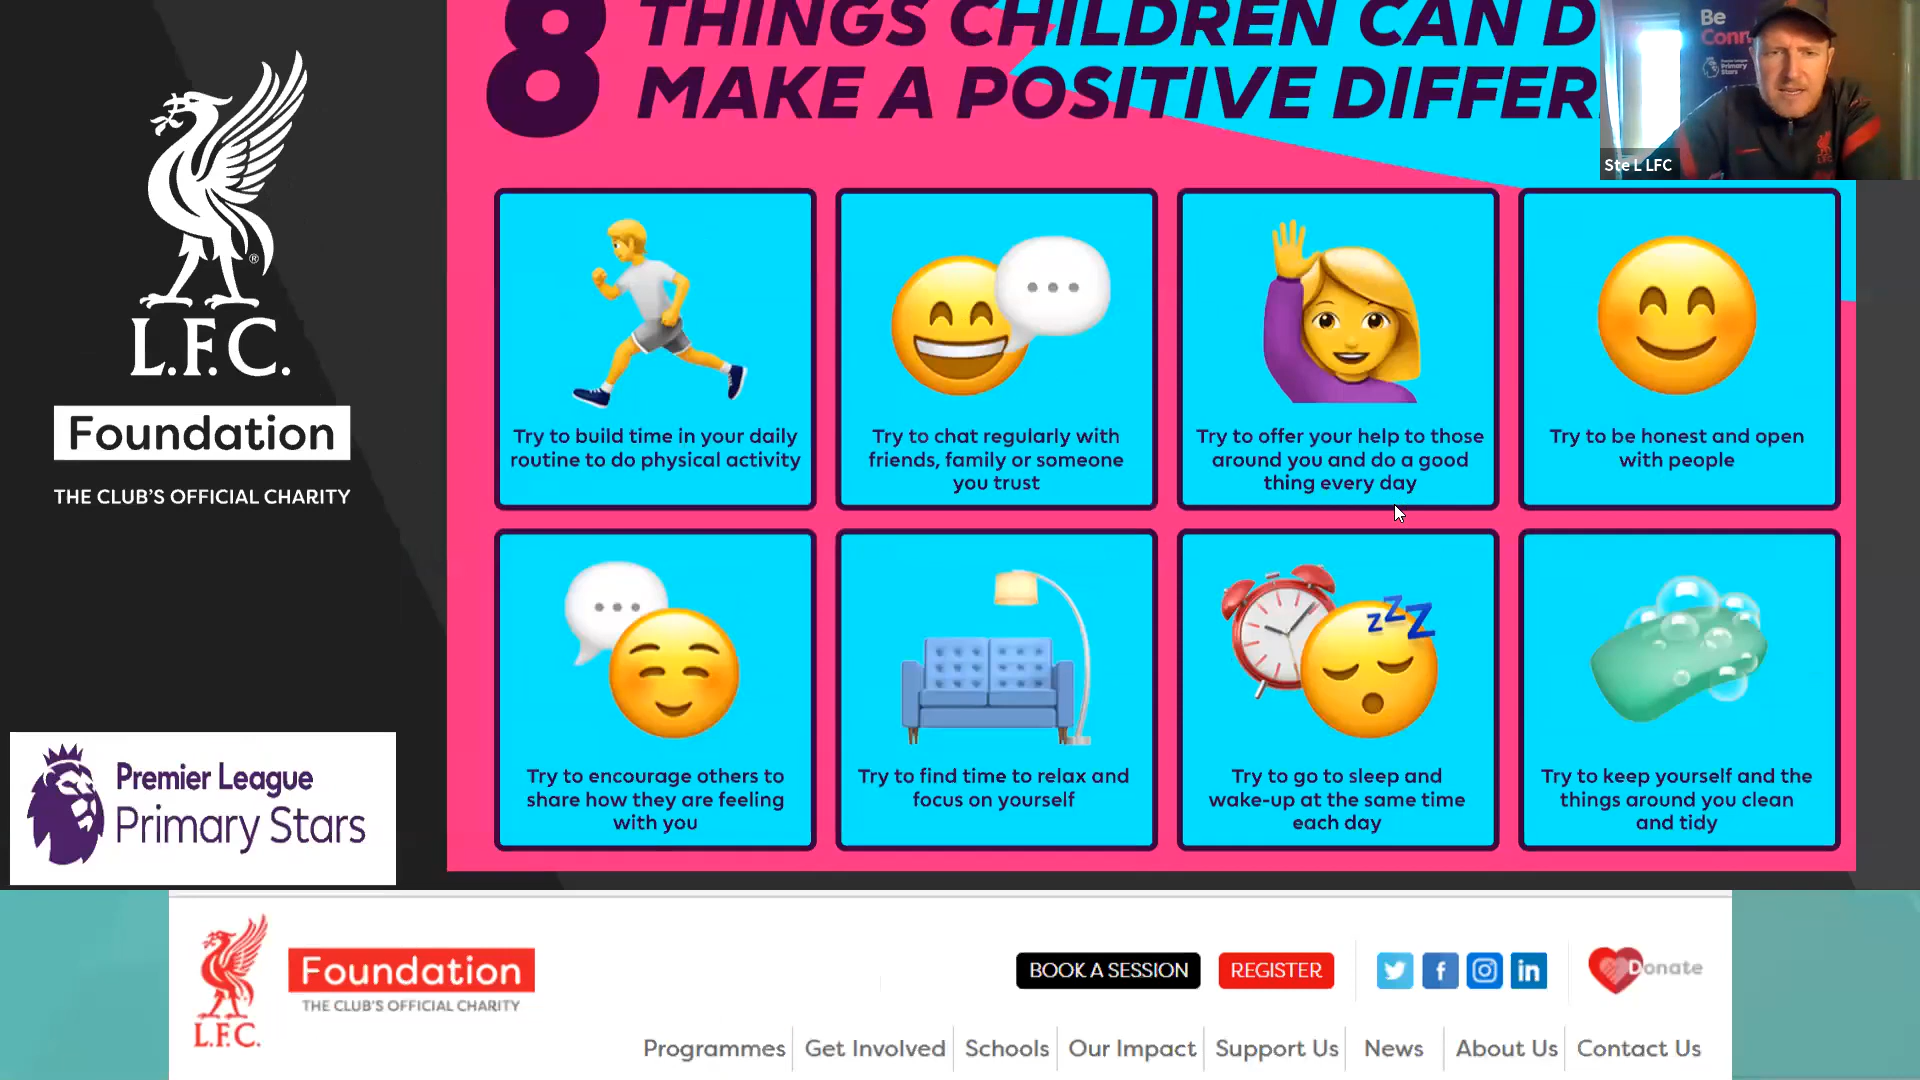 8 THINGS CHILDREN CAN D
MAKE A POSITIVE DIFFER
Be
Conn
Premier League
Primary Stars
Ste L LFC
L.F.C.
®
Foundation
THE CLUB'S OFFICIAL CHARITY
Try to build time in your daily
routine to do physical activity
Try to chat regularly with
friends, family or someone
you trust
Try to offer your help to those
around you and do a good
thing every day
Try to be honest and open
with people
Try to encourage others to
share how they are feeling
with you
Try to find time to relax and
focus on yourself
zZZ
Try to go to sleep and
wake-up at the same time
each day
Try to keep yourself and the
things around you clean
and tidy
Premier League
Primary Stars
L.F.C.
Foundation
THE CLUB'S OFFICIAL CHARITY
BOOK A SESSION
REGISTER
f
in
Donate
Programmes
Get Involved
Schools
Our Impact
Support Us
News
About Us
Contact Us